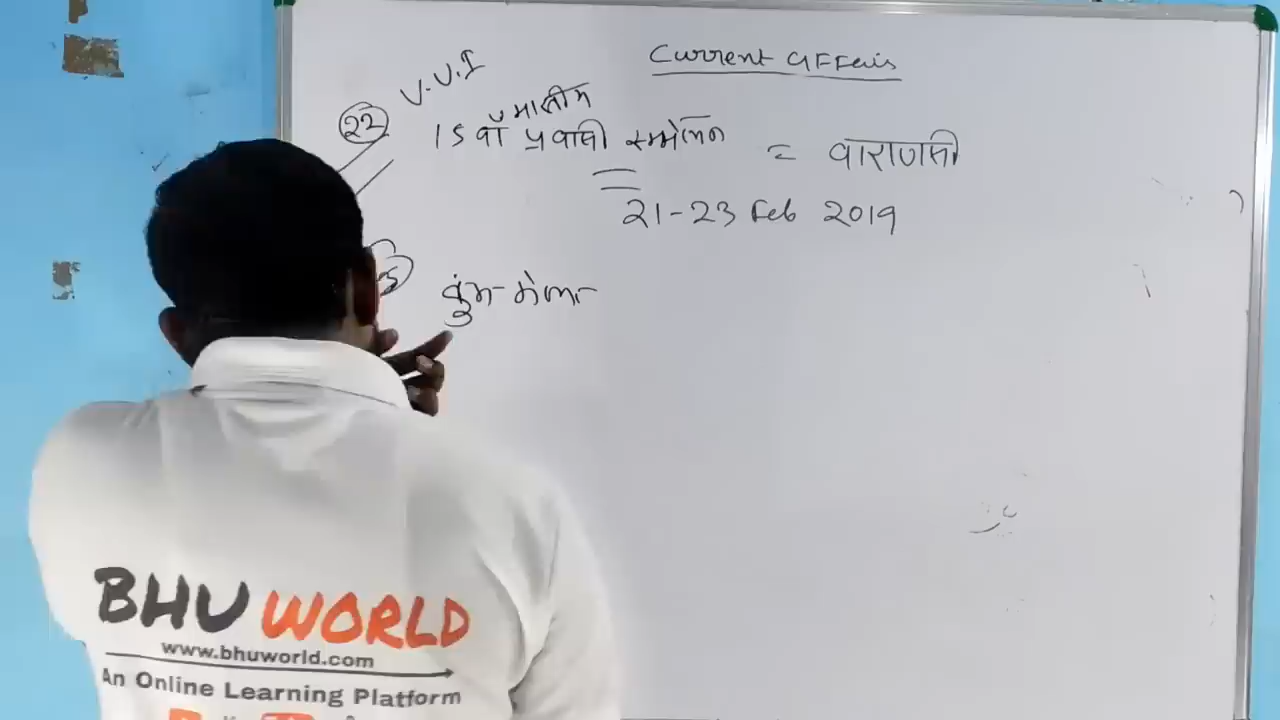 Current Affairs
22 V.V.I
भारतीय
15 वाँ प्रवासी सम्मेलन = वाराणसी
21-23 Feb 2019
कुंभ मेला
BHU WORLD
www.bhuworld.com
An Online Learning Platform